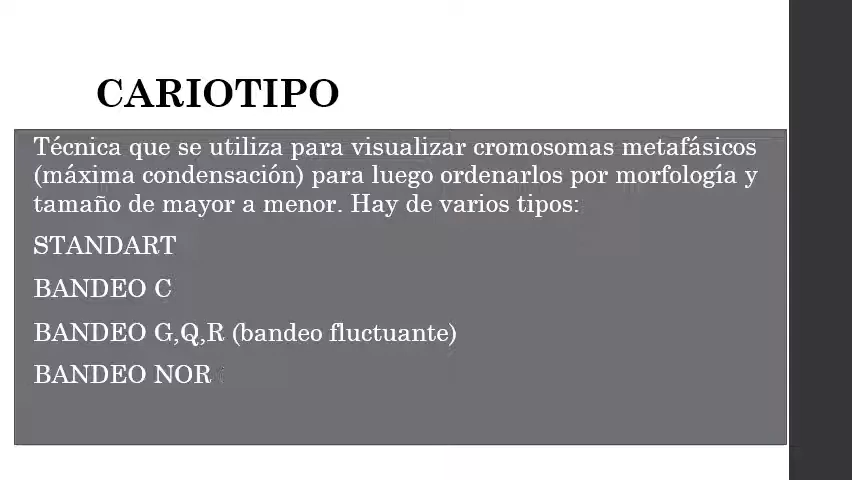 CARIOTIPO
Técnica que se utiliza para visualizar cromosomas metafásicos
(máxima condensación) para luego ordenarlos por morfología y
tamaño de mayor a menor. Hay de varios tipos:
STANDART
BANDEO C
BANDEO G,Q,R (bandeo fluctuante)
BANDEO NOR